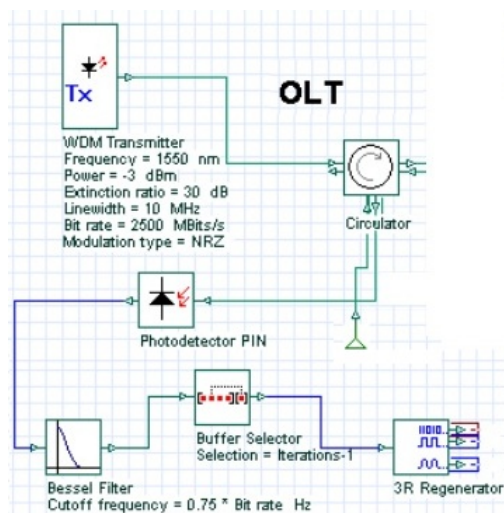 OLT
Tx
WDM Transmitter
Frequency = 1550 nm
Power = -3 dBm
Extinction ratio = 30 dB
Linewidth = 10 MHz
Bit rate = 2500 MBits/s
Modulation type = NRZ
Circulator
Photodetector PIN
Buffer Selector
Selection = Iterations-1
Bessel Filter
Cutoff frequency = 0.75 * Bit rate Hz
3R Regenerator